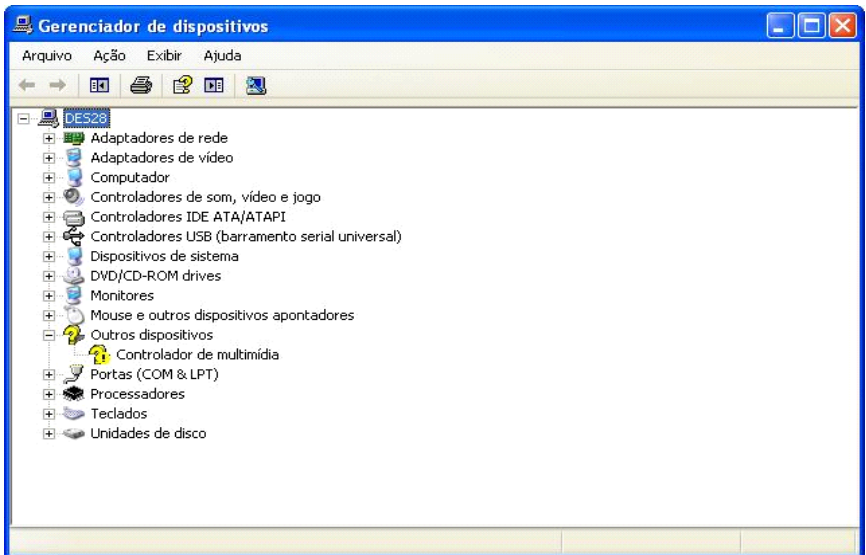 Gerenciador de dispositivos
Arquivo Ação Exibir Ajuda
DES28
Adaptadores de rede
Adaptadores de vídeo
Computador
Controladores de som, vídeo e jogo
Controladores IDE ATA/ATAPI
Controladores USB (barramento serial universal)
Dispositivos de sistema
DVD/CD-ROM drives
Monitores
Mouse e outros dispositivos apontadores
Outros dispositivos
Controlador de multimídia
Portas (COM & LPT)
Processadores
Teclados
Unidades de disco